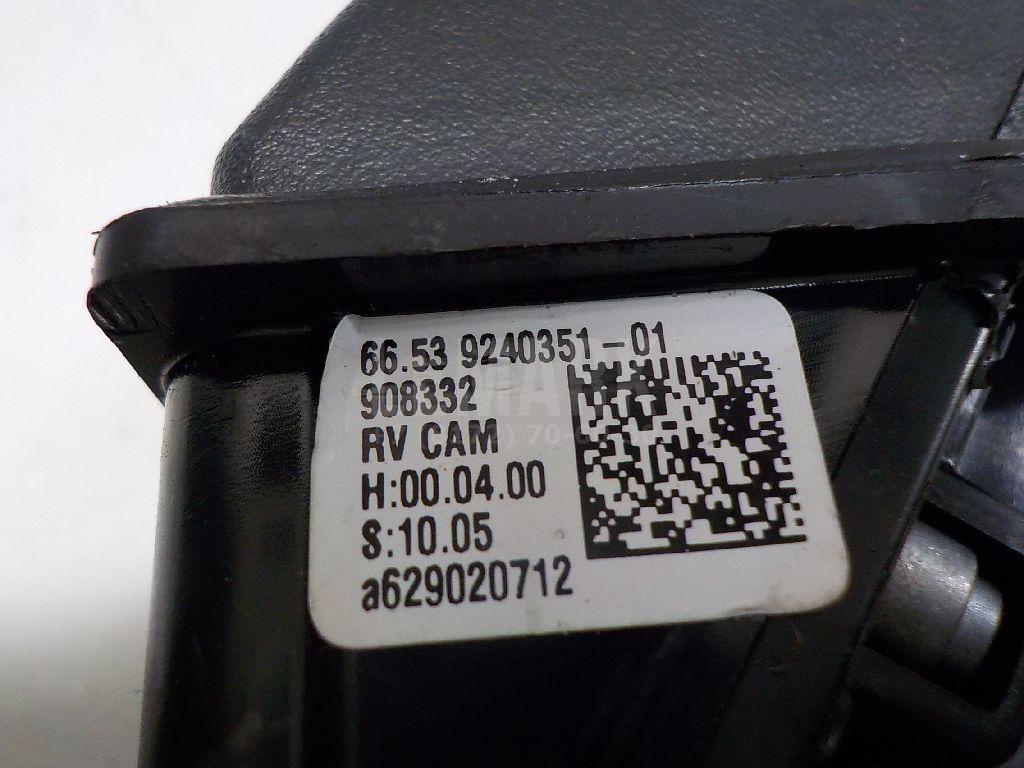 66.53 9240351-01
908332
RV CAM
H:00.04.00
S:10.05
a629020712